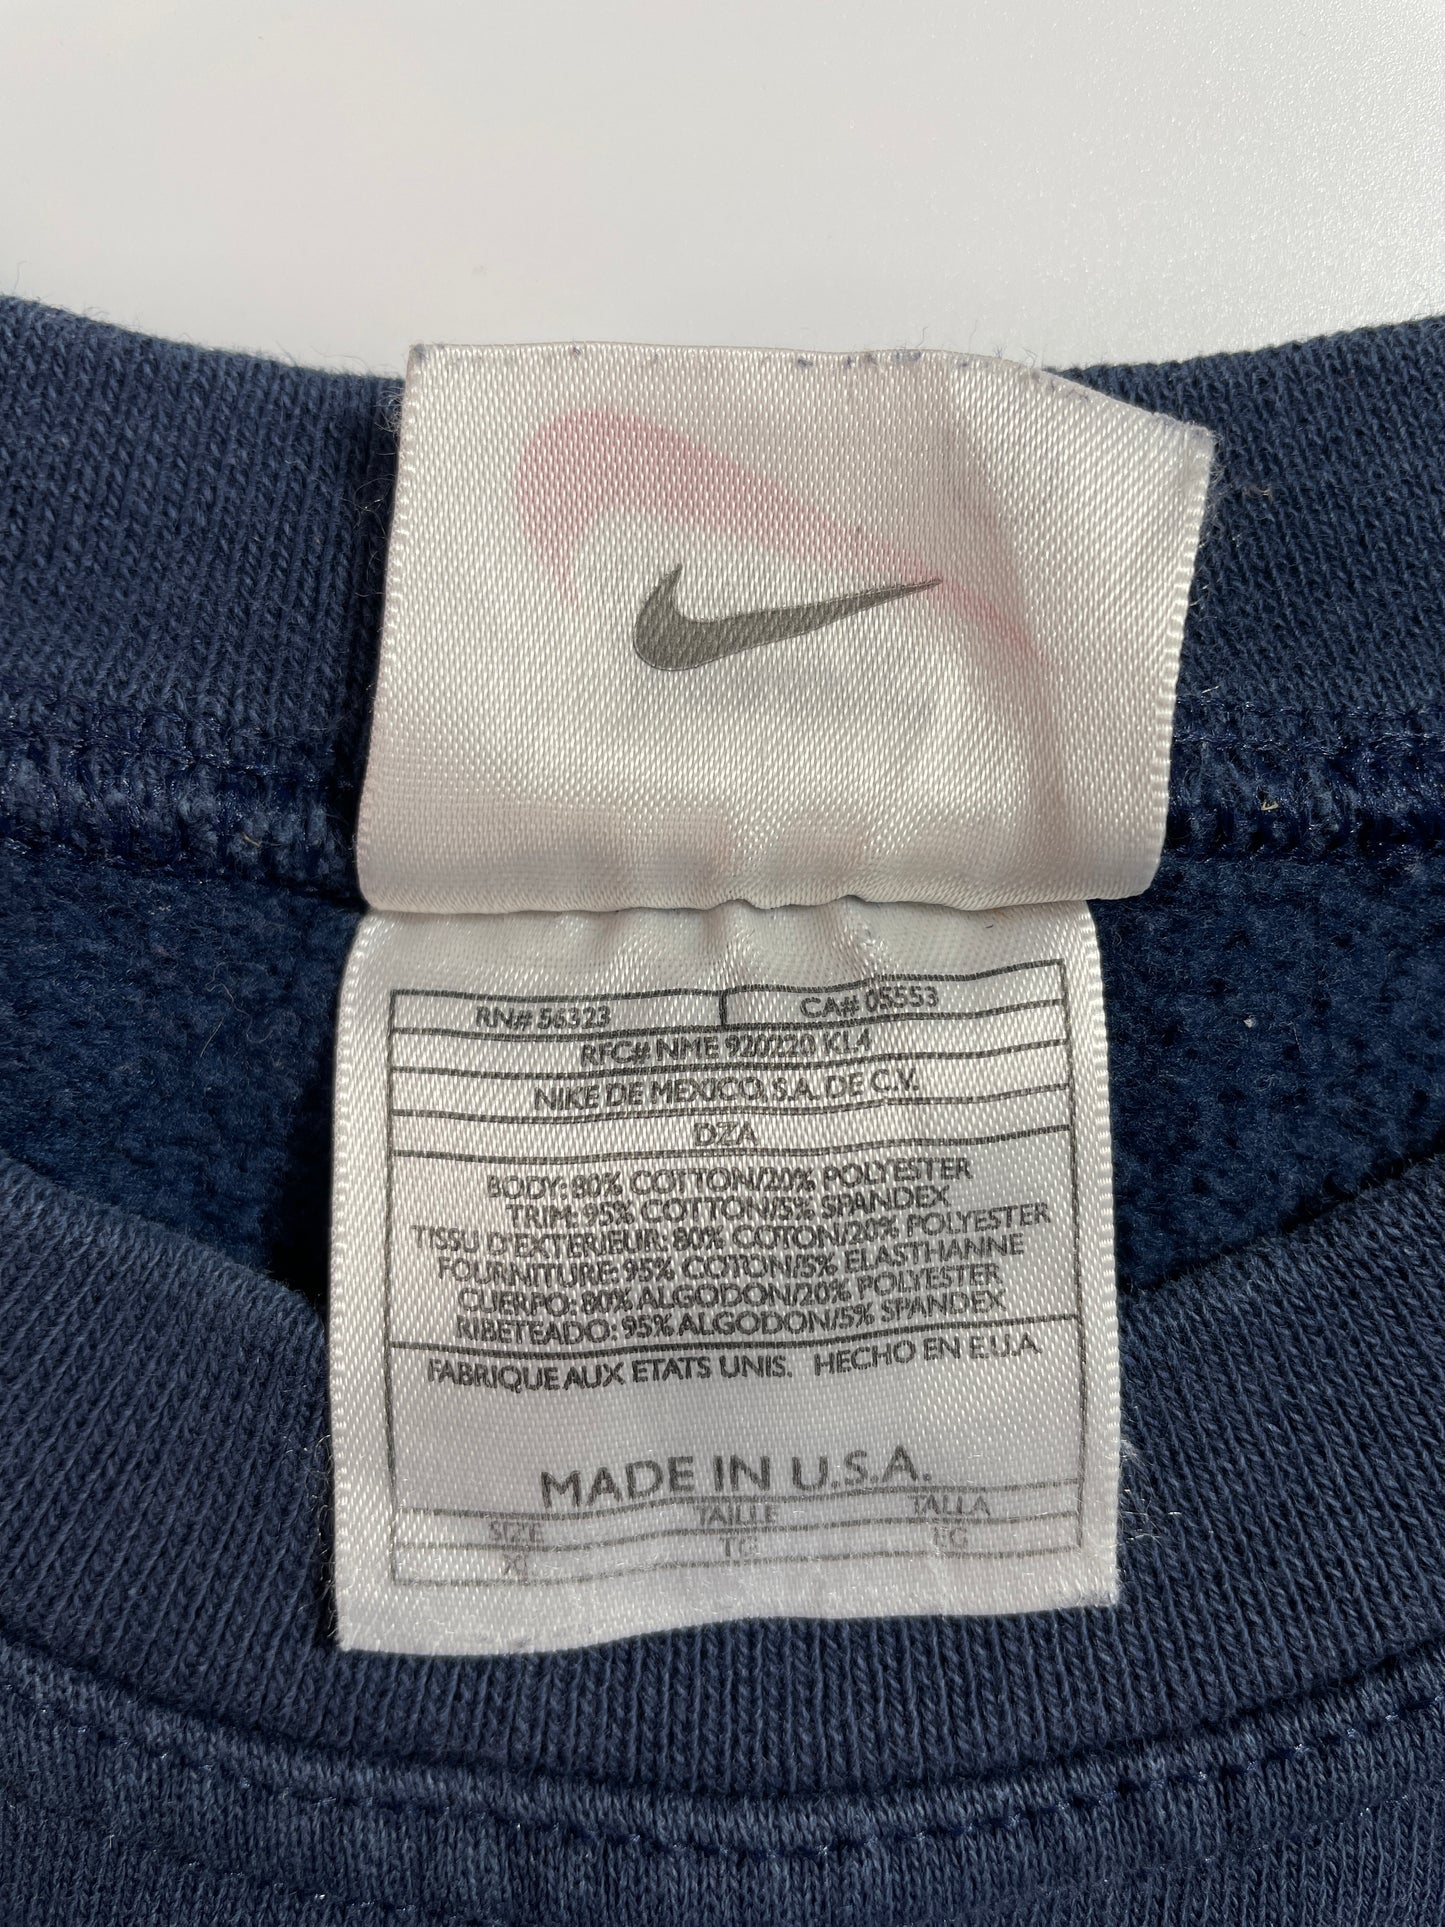 RN# 56323 CA# 05553
RFC# NME 920220 KL4
NIKE DE MEXICO, S.A. DE C.V.
DZA
BODY: 80% COTTON/20% POLYESTER
TRIM: 95% COTTON/5% SPANDEX
TISSU D'EXTERIEUR: 80% COTON/20% POLYESTER
FOURNITURE: 95% COTON/5% ELASTHANNE
CUERPO: 80% ALGODON/20% POLYESTER
RIBETEADO: 95% ALGODON/5% SPANDEX
FABRIQUE AUX ETATS UNIS. HECHO EN E.U.A
MADE IN U.S.A.
SIZE TAILLE TALLA
XL TG EG